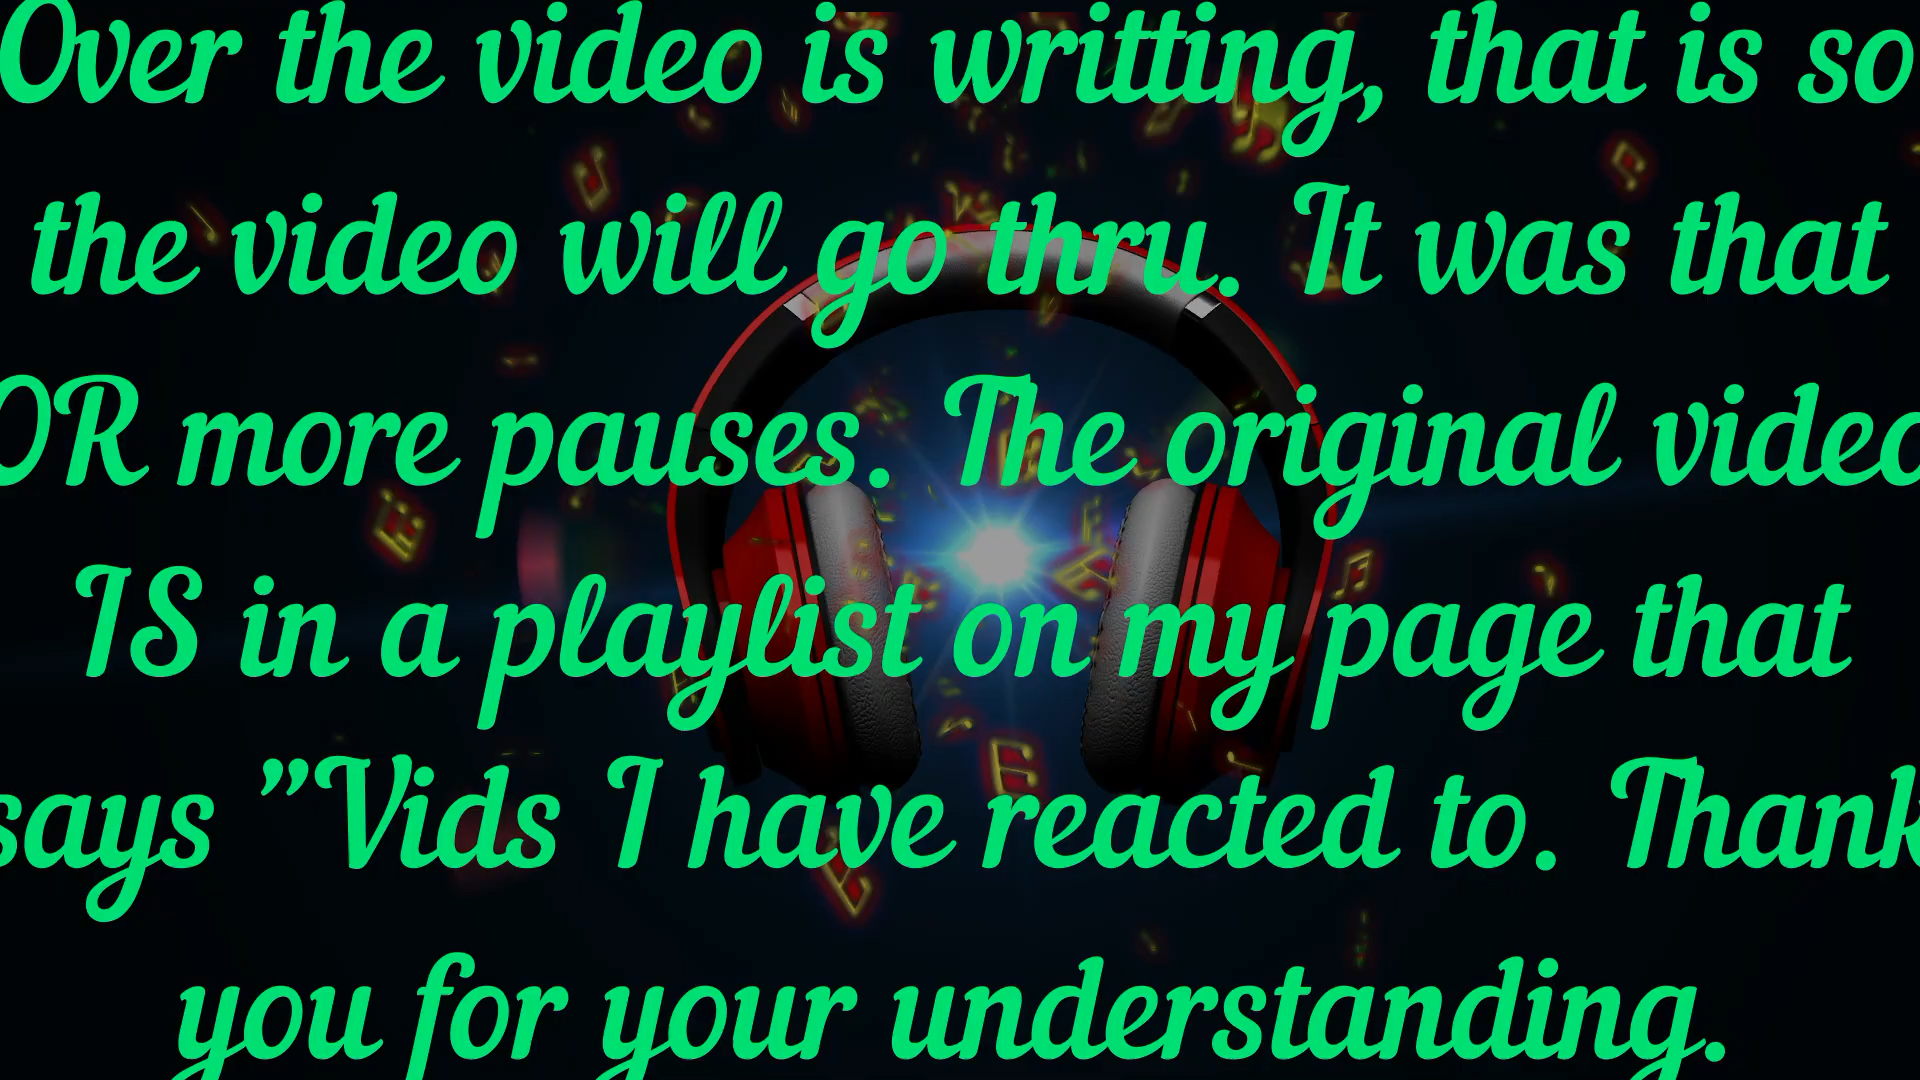 Over the video is writting, that is so
the video will go thru. It was that
OR more pauses. The original video
IS in a playlist on my page that
says "Vids I have reacted to. Thank
you for your understanding.